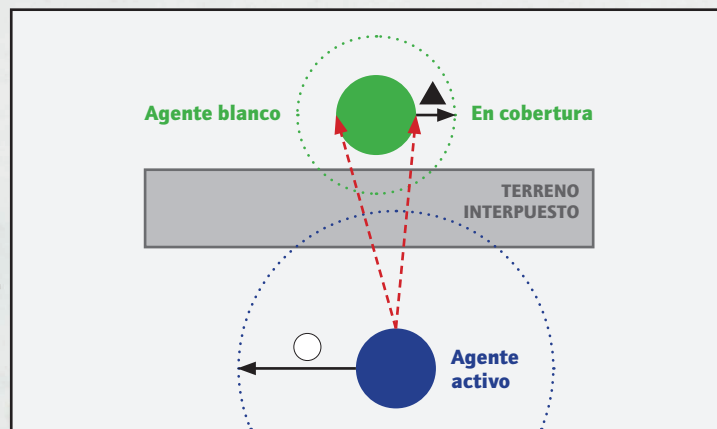 Agente blanco
En cobertura
TERRENO
INTERPUESTO
Agente
activo